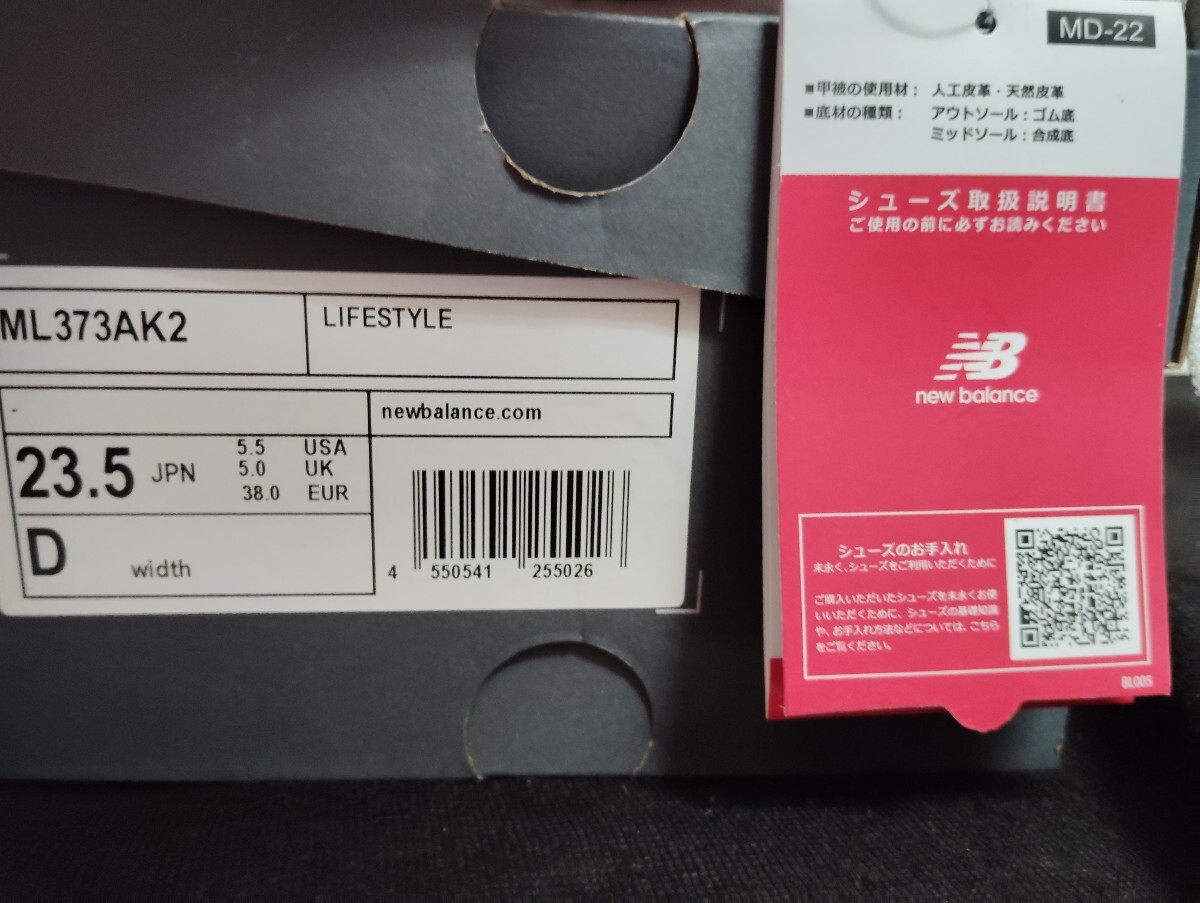 ML373AK2
LIFESTYLE
newbalance.com
23.5 JPN
5.5 USA
5.0 UK
38.0 EUR
D width
4 550541 255026
MD-22
■甲被の使用材： 人工皮革・天然皮革
■底材の種類： アウトソール：ゴム底
ミッドソール：合成底
シューズ取扱説明書
ご使用の前に必ずお読みください
NB
new balance
シューズのお手入れ
末永く、シューズをご利用いただくために
ご購入いただいたシューズを末永くお使
いいただくために、シューズの基礎知識
や、お手入れ方法などについては、こちら
をご覧ください。
BL00S